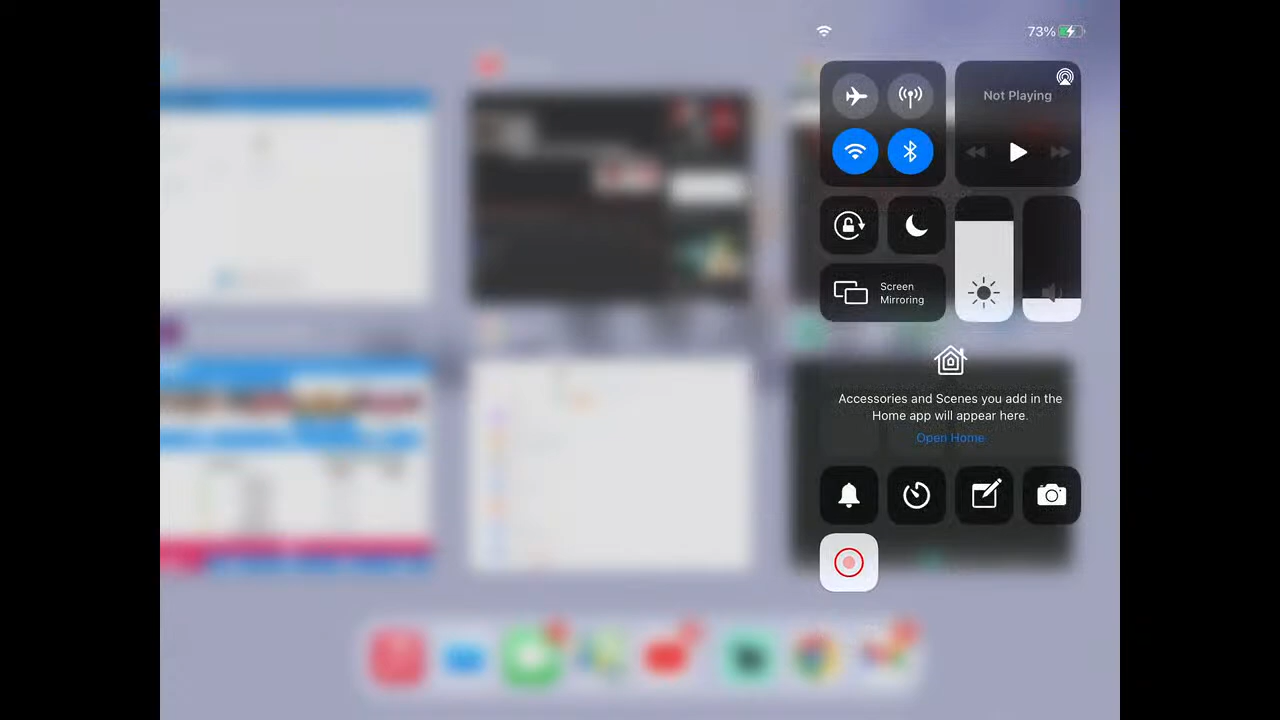 73%
Not Playing
Screen
Mirroring
Accessories and Scenes you add in the
Home app will appear here.
Open Home